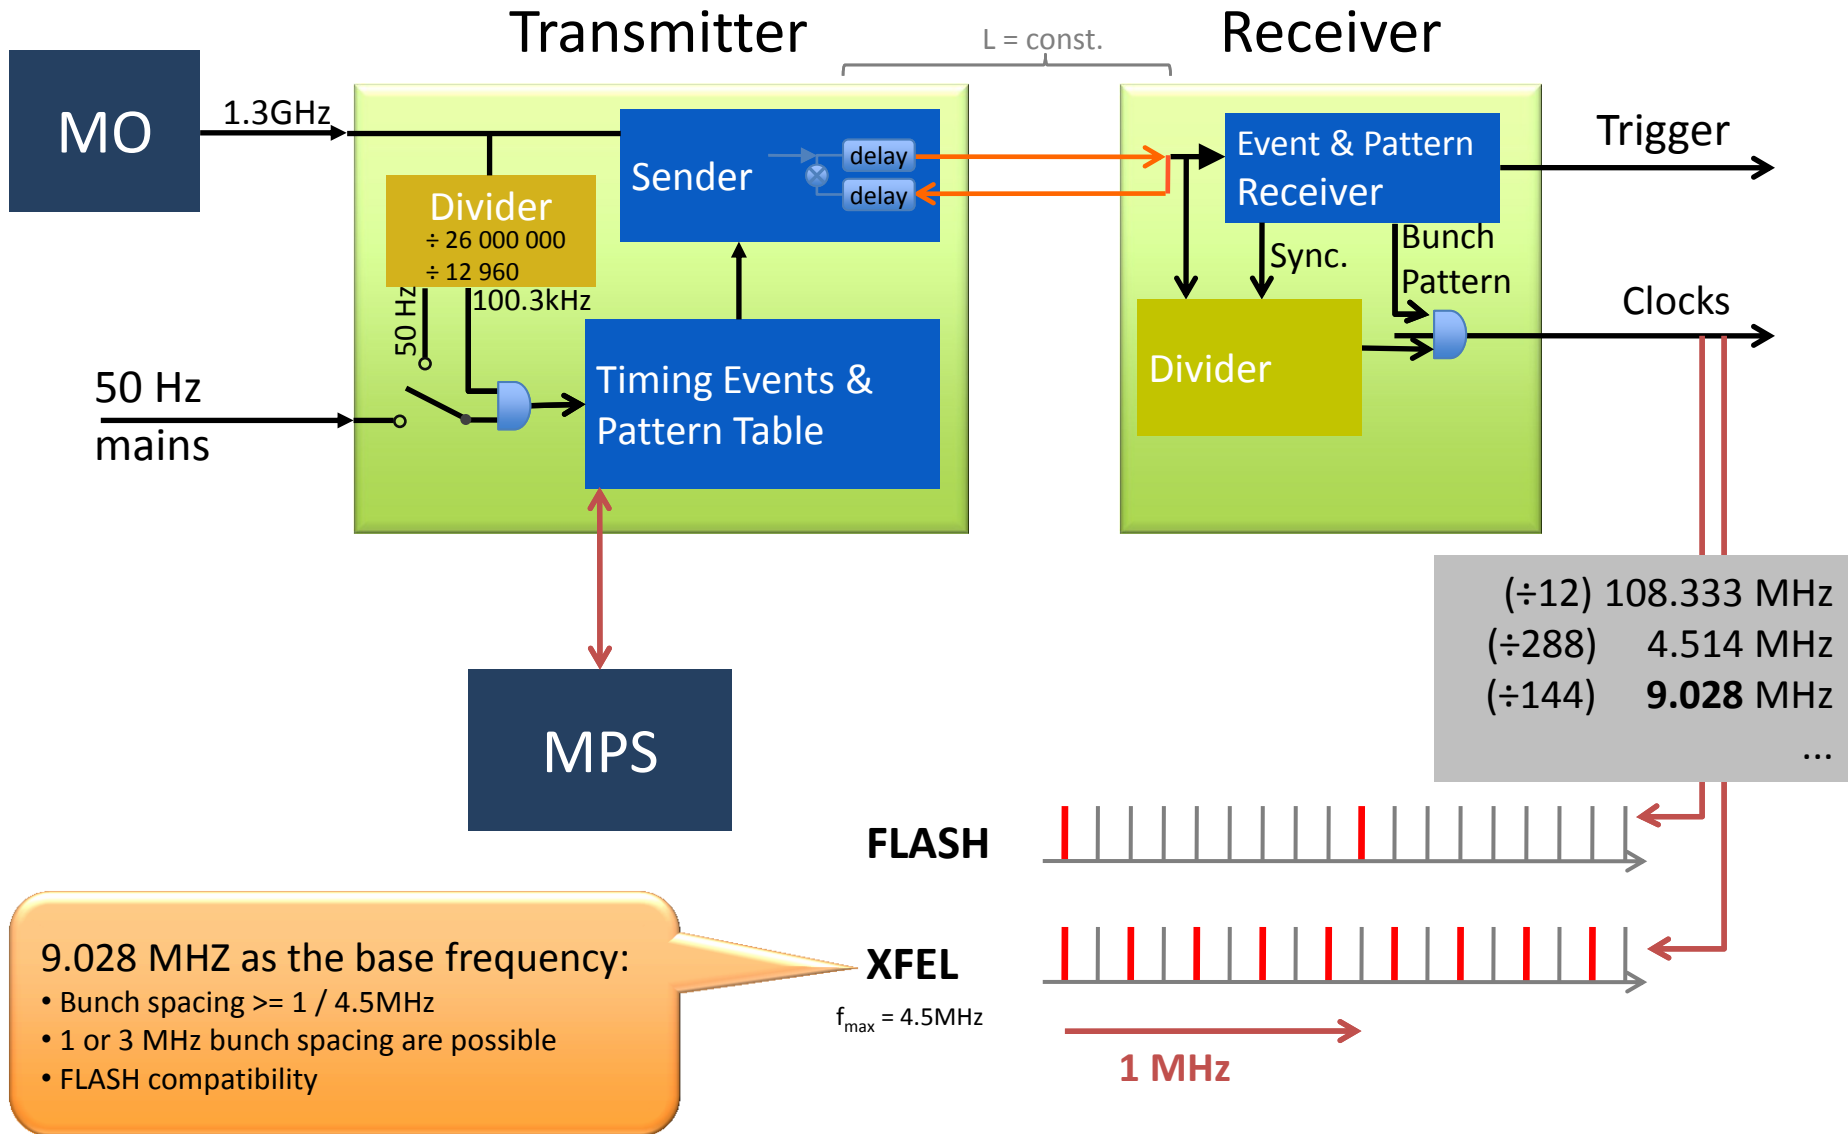 Transmitter
L = const.
Receiver
MO
1.3GHz
Sender
delay
delay
Event & Pattern
Receiver
Trigger
Divider
÷ 26 000 000
÷ 12 960
50 Hz
100.3kHz
Sync.
Bunch
Pattern
Clocks
50 Hz
mains
Timing Events &
Pattern Table
Divider
(÷12) 108.333 MHz
(÷288) 4.514 MHz
(÷144) 9.028 MHz
...
MPS
FLASH
9.028 MHZ as the base frequency:
• Bunch spacing >= 1 / 4.5MHz
• 1 or 3 MHz bunch spacing are possible
• FLASH compatibility
XFEL
fmax = 4.5MHz
1 MHz